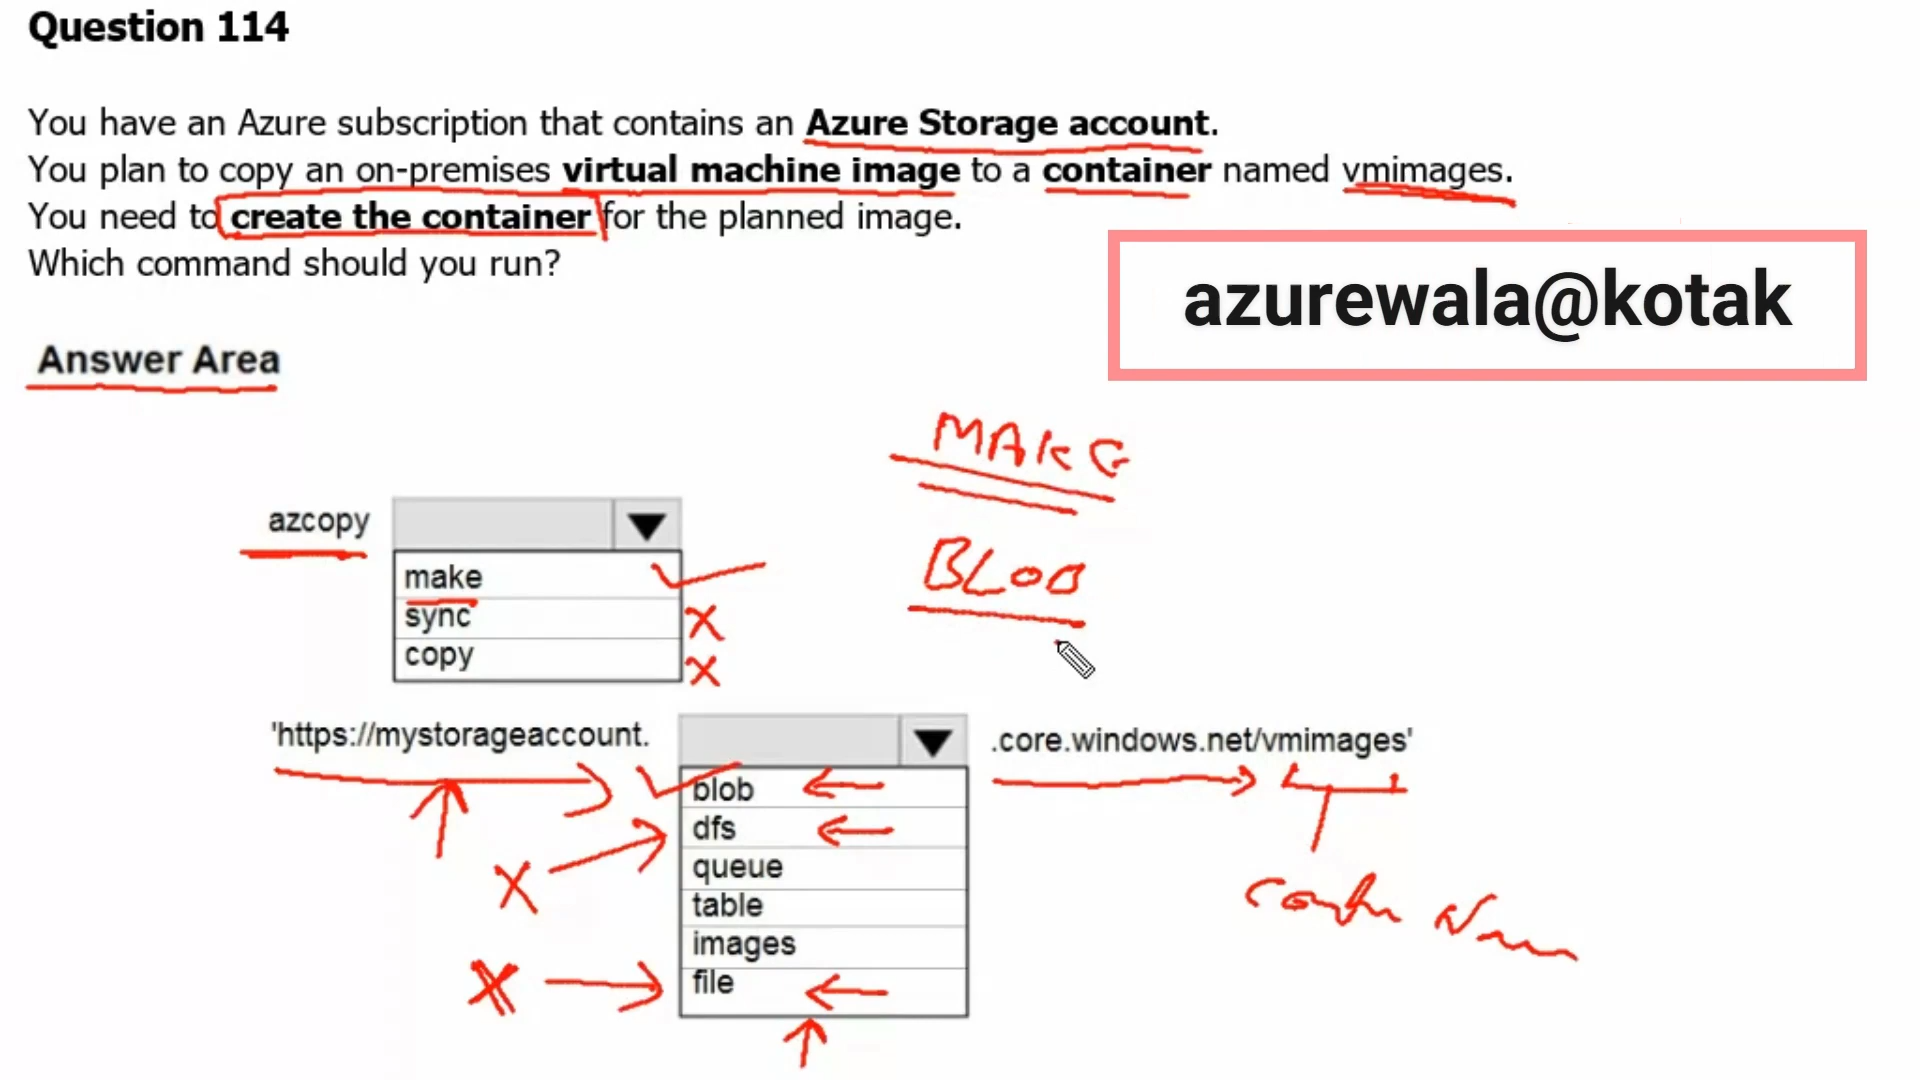 Question 114
You have an Azure subscription that contains an Azure Storage account.
You plan to copy an on-premises virtual machine image to a container named vmimages.
You need to create the container for the planned image.
Which command should you run?
azurewala@kotak
Answer Area
MAKE
azcopy
make
sync
copy
BLOB
'https://mystorageaccount.
.core.windows.net/vmimages'
blob
dfs
queue
table
images
file